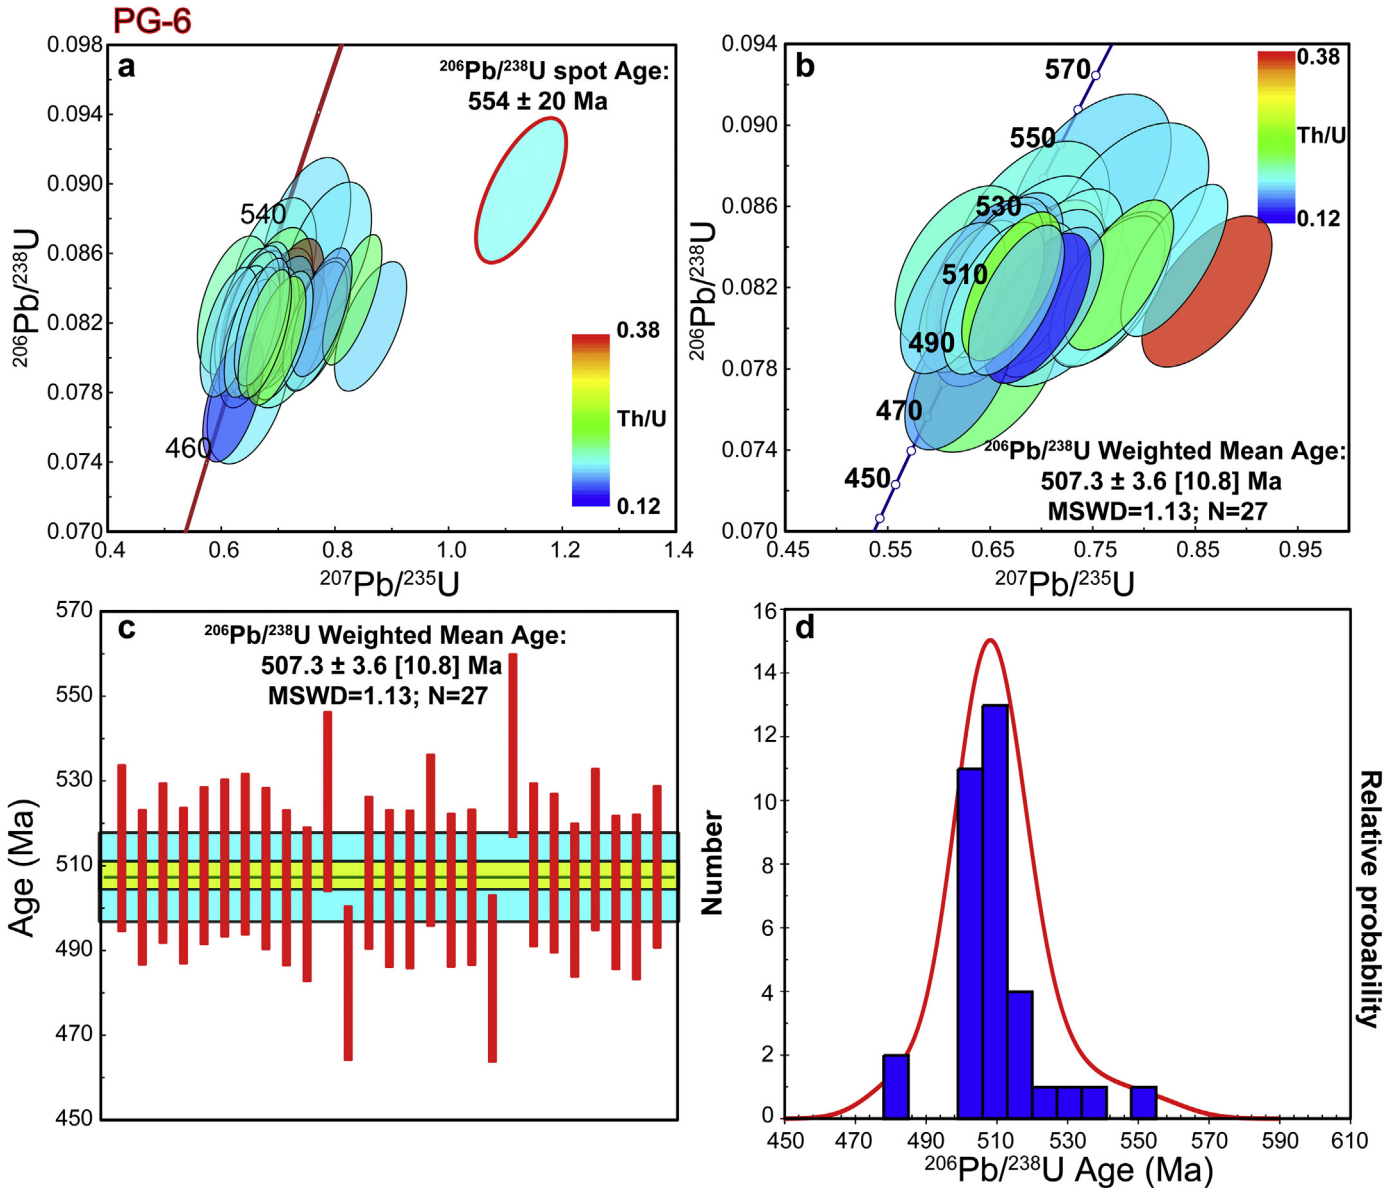 PG-6
a
²⁰⁶Pb/²³⁸U spot Age:
554 ± 20 Ma
0.098
0.094
0.090
0.086
0.082
0.078
0.074
0.070
²⁰⁶Pb/²³⁸U
540
460
0.38
Th/U
0.12
0.4
0.6
0.8
1.0
1.2
1.4
²⁰⁷Pb/²³⁵U
b
0.094
0.090
0.086
0.082
0.078
0.074
0.070
²⁰⁶Pb/²³⁸U
570
550
530
510
490
470
450
0.38
Th/U
0.12
²⁰⁶Pb/²³⁸U Weighted Mean Age:
507.3 ± 3.6 [10.8] Ma
MSWD=1.13; N=27
0.45
0.55
0.65
0.75
0.85
0.95
²⁰⁷Pb/²³⁵U
c
²⁰⁶Pb/²³⁸U Weighted Mean Age:
507.3 ± 3.6 [10.8] Ma
MSWD=1.13; N=27
570
550
530
510
490
470
450
Age (Ma)
d
16
14
12
10
8
6
4
2
0
Number
Relative probability
450
470
490
510
530
550
570
590
610
²⁰⁶Pb/²³⁸U Age (Ma)